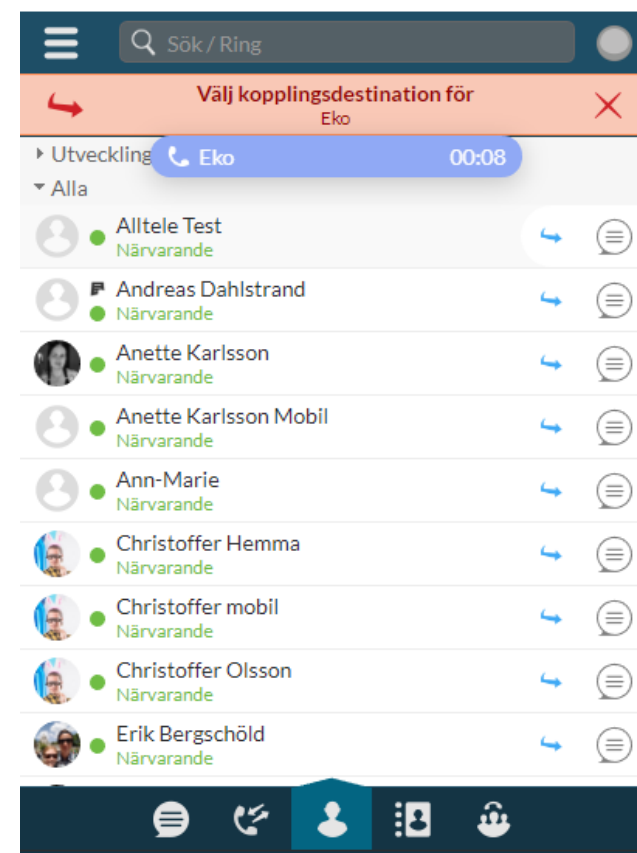 Sök / Ring
Välj kopplingsdestination för
Eko
Utveckling
Eko 00:08
Alla
Alltele Test
Närvarande
Andreas Dahlstrand
Närvarande
Anette Karlsson
Närvarande
Anette Karlsson Mobil
Närvarande
Ann-Marie
Närvarande
Christoffer Hemma
Närvarande
Christoffer mobil
Närvarande
Christoffer Olsson
Närvarande
Erik Bergschöld
Närvarande